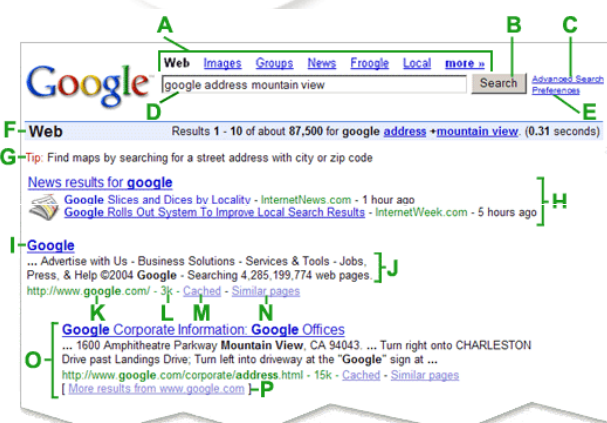 A B C
Web Images Groups News Froogle Local more »
Google
google address mountain view Search Advanced Search
Preferences
D E
F Web Results 1 - 10 of about 87,500 for google address +mountain view. (0.31 seconds)
G Tip: Find maps by searching for a street address with city or zip code
News results for google
Google Slices and Dices by Locality - InternetNews.com - 1 hour ago
H
Google Rolls Out System To Improve Local Search Results - InternetWeek.com - 5 hours ago
I Google
... Advertise with Us - Business Solutions - Services & Tools - Jobs,
J
Press, & Help ©2004 Google - Searching 4,285,199,774 web pages.
http://www.google.com/ - 3k - Cached - Similar pages
K L M N
Google Corporate Information: Google Offices
... 1600 Amphitheatre Parkway Mountain View, CA 94043. ... Turn right onto CHARLESTON
O Drive past Landings Drive; Turn left into driveway at the "Google" sign at ...
http://www.google.com/corporate/address.html - 15k - Cached - Similar pages
[ More results from www.google.com ] P